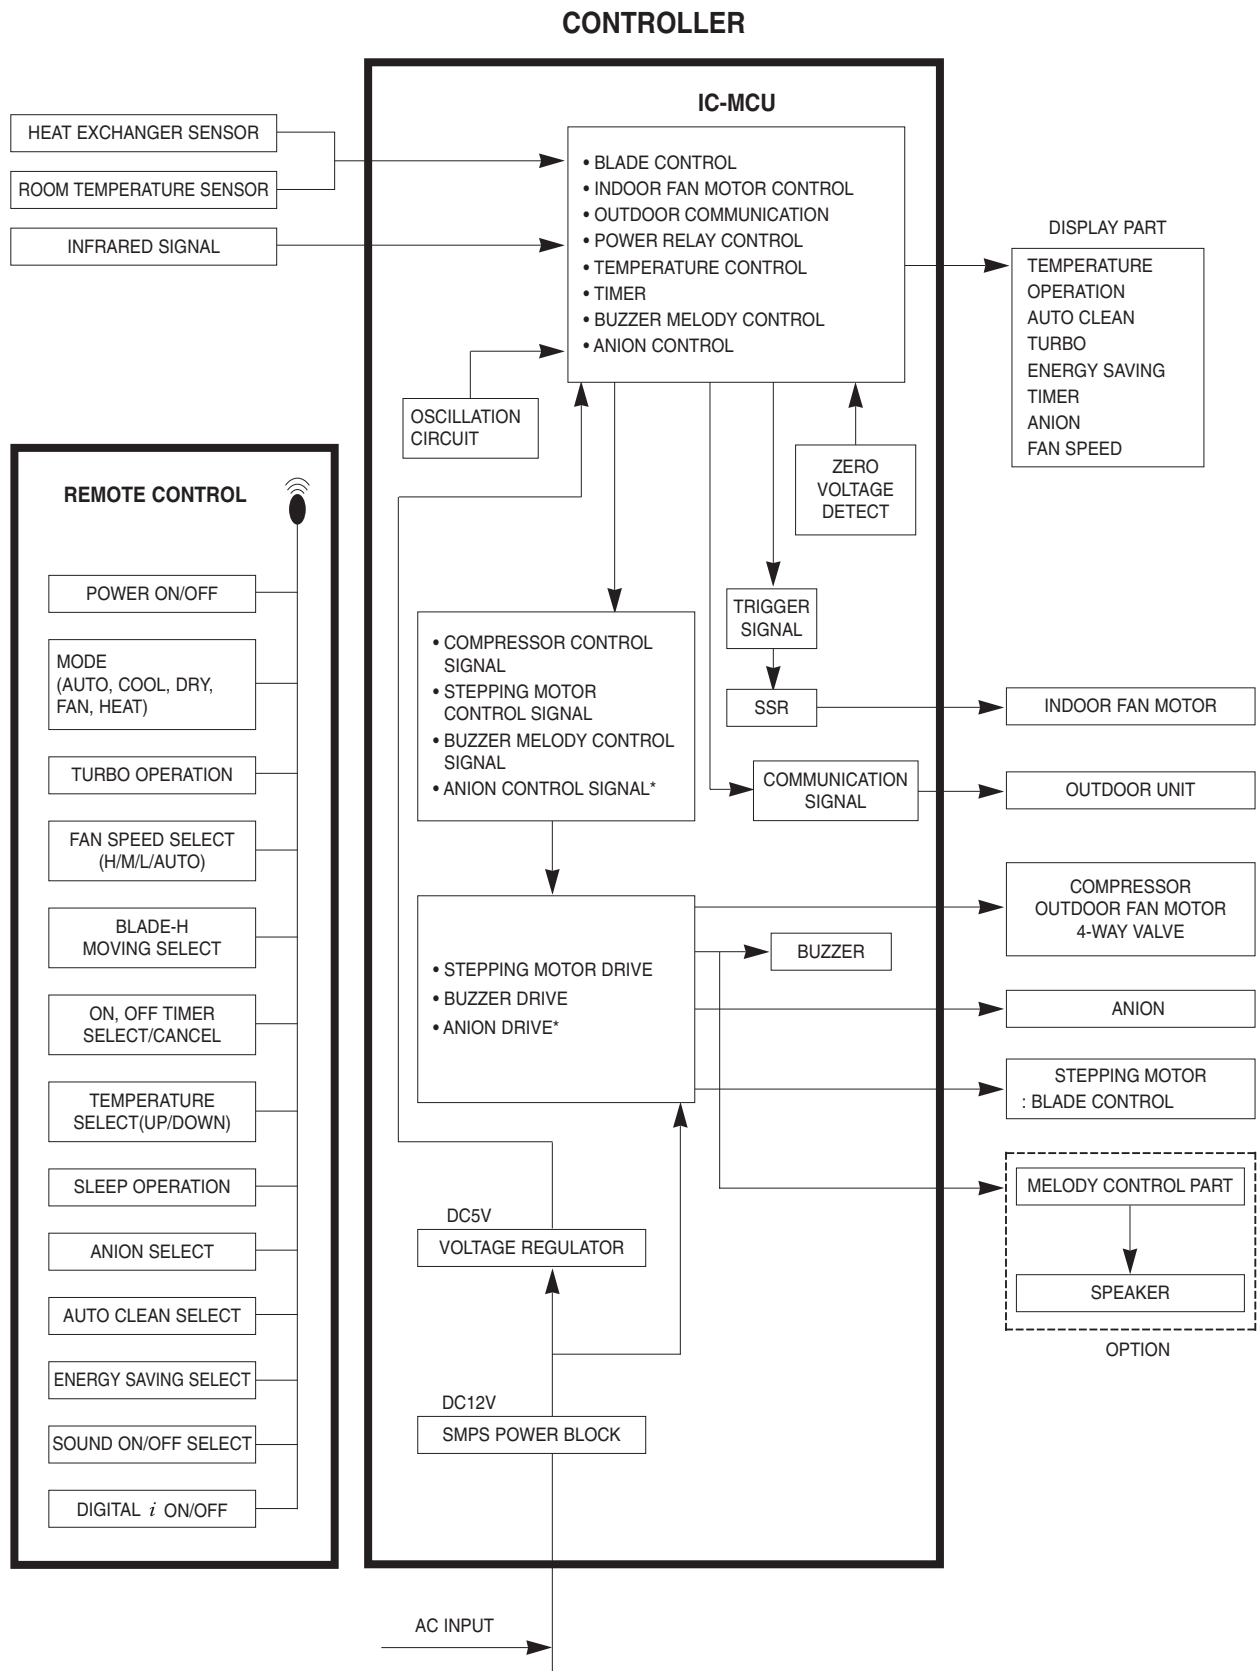 CONTROLLER
IC-MCU
HEAT EXCHANGER SENSOR
ROOM TEMPERATURE SENSOR
INFRARED SIGNAL
• BLADE CONTROL
• INDOOR FAN MOTOR CONTROL
• OUTDOOR COMMUNICATION
• POWER RELAY CONTROL
• TEMPERATURE CONTROL
• TIMER
• BUZZER MELODY CONTROL
• ANION CONTROL
DISPLAY PART
TEMPERATURE
OPERATION
AUTO CLEAN
TURBO
ENERGY SAVING
TIMER
ANION
FAN SPEED
OSCILLATION
CIRCUIT
ZERO
VOLTAGE
DETECT
REMOTE CONTROL
POWER ON/OFF
MODE
(AUTO, COOL, DRY,
FAN, HEAT)
TURBO OPERATION
FAN SPEED SELECT
(H/M/L/AUTO)
BLADE-H
MOVING SELECT
ON, OFF TIMER
SELECT/CANCEL
TEMPERATURE
SELECT(UP/DOWN)
SLEEP OPERATION
ANION SELECT
AUTO CLEAN SELECT
ENERGY SAVING SELECT
SOUND ON/OFF SELECT
DIGITAL i ON/OFF
• COMPRESSOR CONTROL
SIGNAL
• STEPPING MOTOR
CONTROL SIGNAL
• BUZZER MELODY CONTROL
SIGNAL
• ANION CONTROL SIGNAL*
TRIGGER
SIGNAL
SSR
INDOOR FAN MOTOR
COMMUNICATION
SIGNAL
OUTDOOR UNIT
• STEPPING MOTOR DRIVE
• BUZZER DRIVE
• ANION DRIVE*
BUZZER
COMPRESSOR
OUTDOOR FAN MOTOR
4-WAY VALVE
ANION
STEPPING MOTOR
: BLADE CONTROL
MELODY CONTROL PART
SPEAKER
OPTION
DC5V
VOLTAGE REGULATOR
DC12V
SMPS POWER BLOCK
AC INPUT